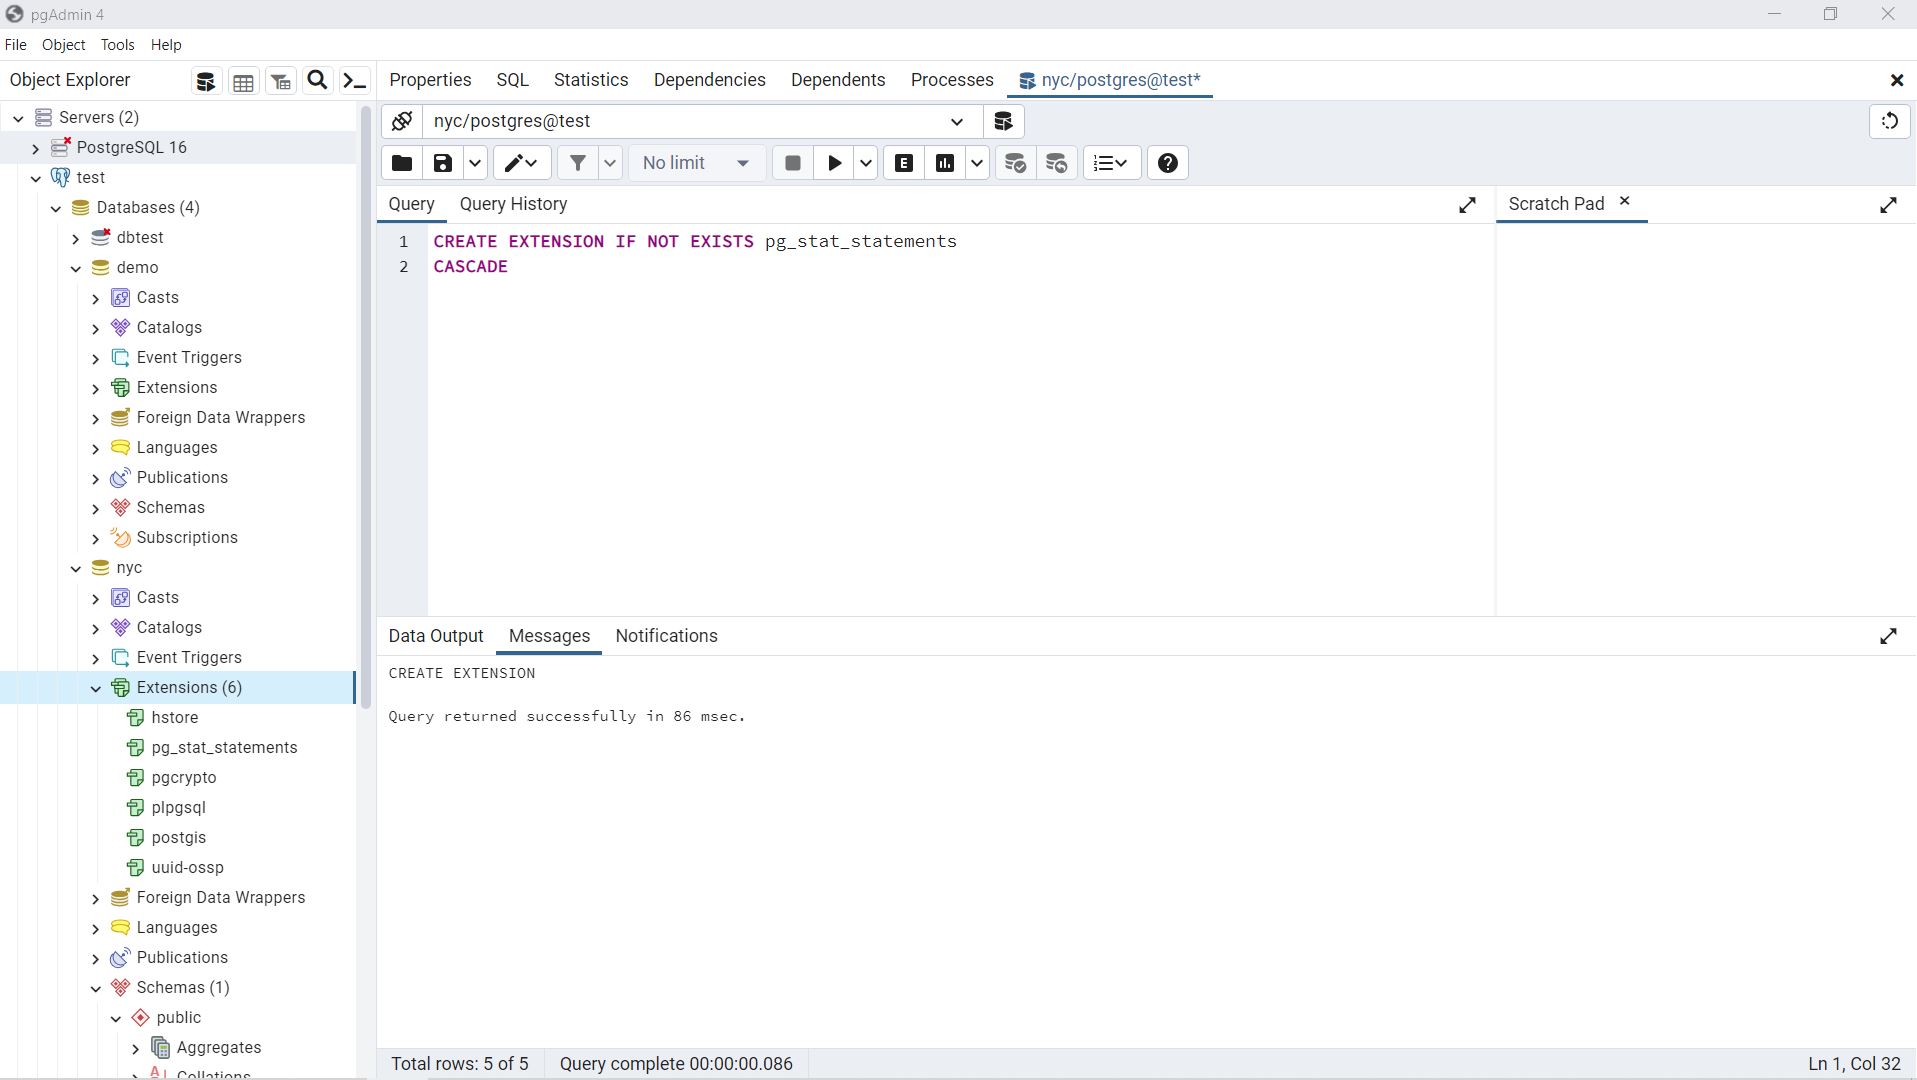 pgAdmin 4
File Object Tools Help
Object Explorer
Properties SQL Statistics Dependencies Dependents Processes nyc/postgres@test*
Servers (2)
PostgreSQL 16
test
Databases (4)
dbtest
demo
Casts
Catalogs
Event Triggers
Extensions
Foreign Data Wrappers
Languages
Publications
Schemas
Subscriptions
nyc
Casts
Catalogs
Event Triggers
Extensions (6)
hstore
pg_stat_statements
pgcrypto
plpgsql
postgis
uuid-ossp
Foreign Data Wrappers
Languages
Publications
Schemas (1)
public
Aggregates
Collations
nyc/postgres@test
No limit
E
Query Query History
Scratch Pad
1 CREATE EXTENSION IF NOT EXISTS pg_stat_statements
2 CASCADE
Data Output Messages Notifications
CREATE EXTENSION
Query returned successfully in 86 msec.
Total rows: 5 of 5 Query complete 00:00:00.086 Ln 1, Col 32